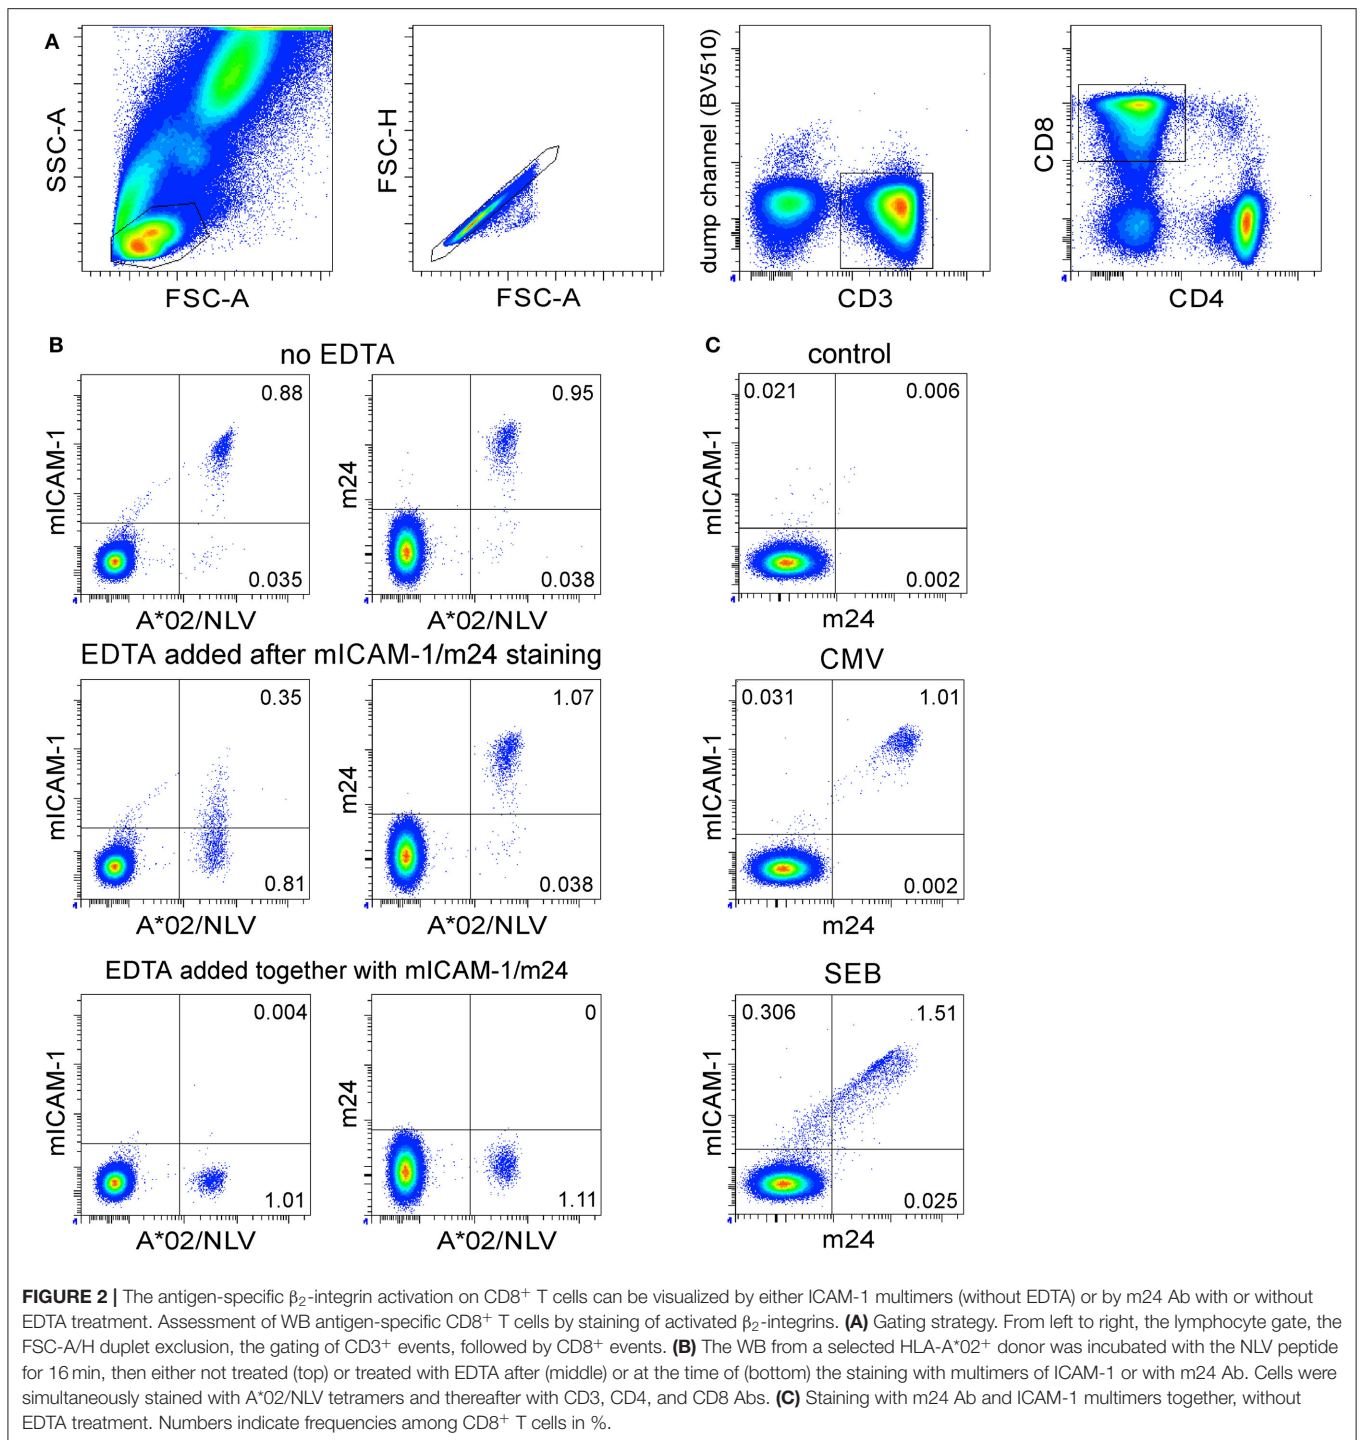 A
SSC-A
FSC-A
FSC-H
FSC-A
dump channel (BV510)
CD3
CD8
CD4
B
no EDTA
mICAM-1
0.88
0.035
A*02/NLV
m24
0.95
0.038
A*02/NLV
EDTA added after mICAM-1/m24 staining
mICAM-1
0.35
0.81
A*02/NLV
m24
1.07
0.038
A*02/NLV
EDTA added together with mICAM-1/m24
mICAM-1
0.004
1.01
A*02/NLV
m24
0
1.11
A*02/NLV
C
control
mICAM-1
0.021
0.006
0.002
m24
CMV
mICAM-1
0.031
1.01
0.002
m24
SEB
mICAM-1
0.306
1.51
0.025
m24
FIGURE 2 | The antigen-specific β₂-integrin activation on CD8⁺ T cells can be visualized by either ICAM-1 multimers (without EDTA) or by m24 Ab with or without
EDTA treatment. Assessment of WB antigen-specific CD8⁺ T cells by staining of activated β₂-integrins. (A) Gating strategy. From left to right, the lymphocyte gate, the
FSC-A/H duplet exclusion, the gating of CD3⁺ events, followed by CD8⁺ events. (B) The WB from a selected HLA-A*02⁺ donor was incubated with the NLV peptide
for 16 min, then either not treated (top) or treated with EDTA after (middle) or at the time of (bottom) the staining with multimers of ICAM-1 or with m24 Ab. Cells were
simultaneously stained with A*02/NLV tetramers and thereafter with CD3, CD4, and CD8 Abs. (C) Staining with m24 Ab and ICAM-1 multimers together, without
EDTA treatment. Numbers indicate frequencies among CD8⁺ T cells in %.